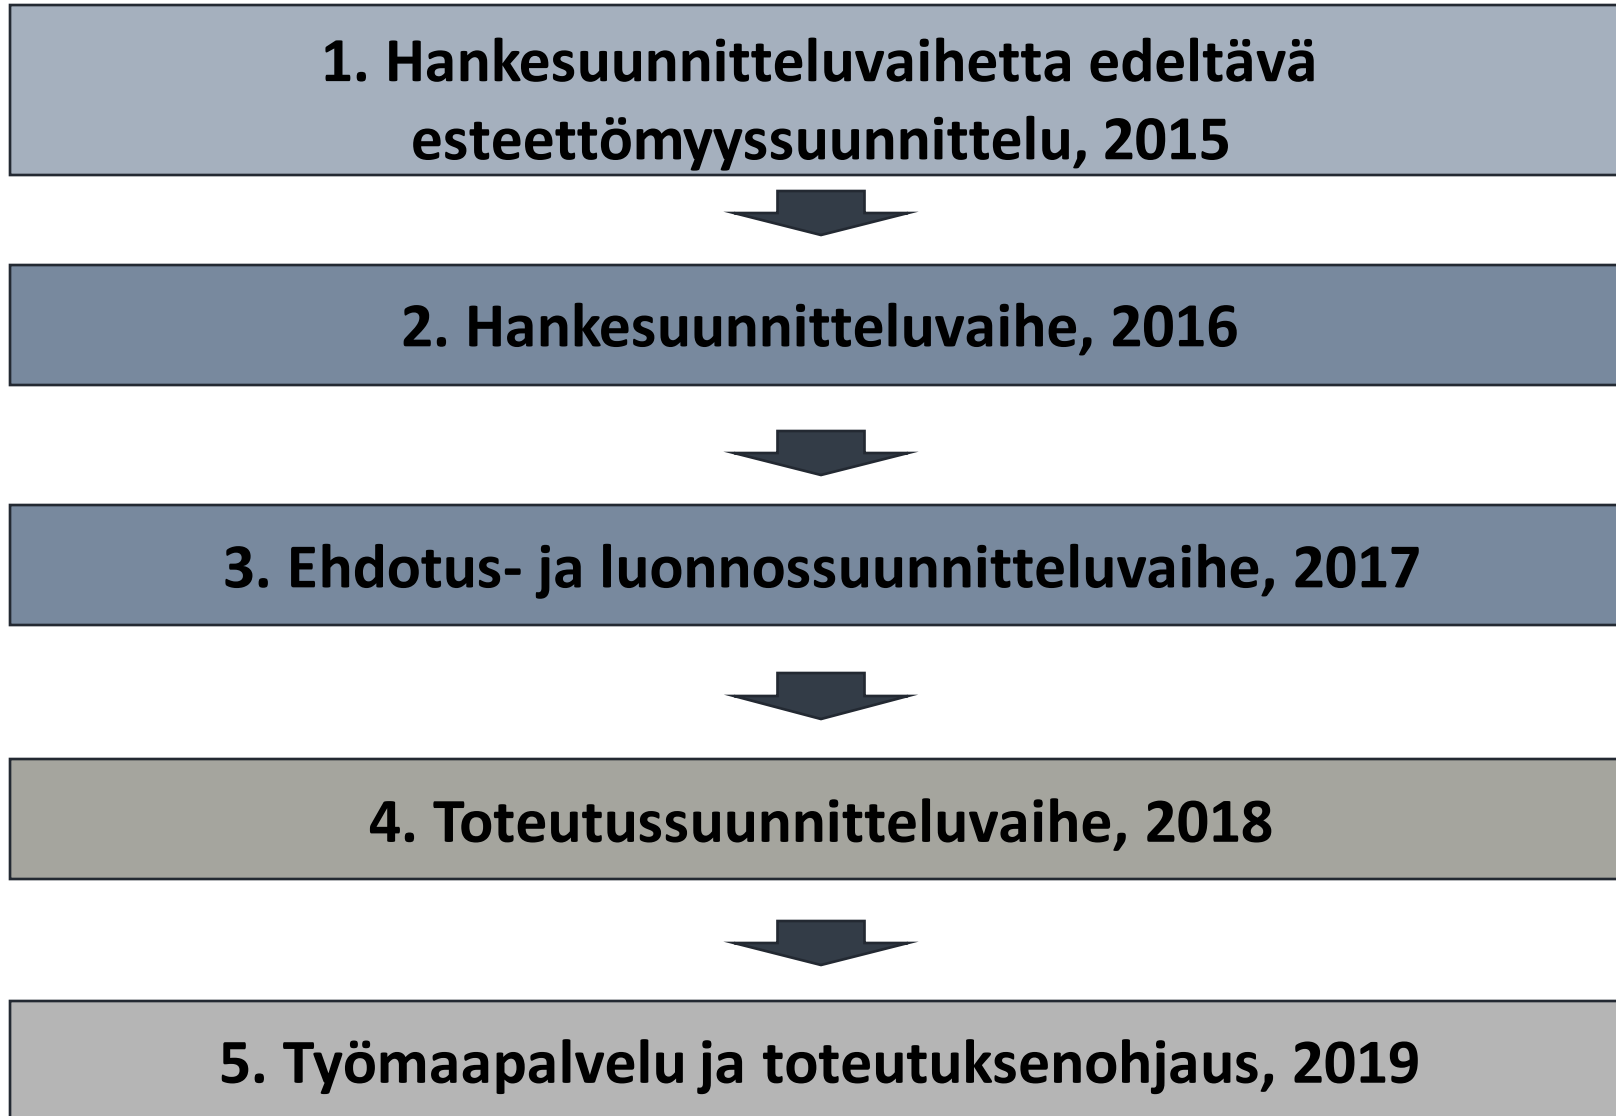 1. Hankesuunnitteluvaihetta edeltävä
esteettömyyssuunnittelu, 2015
2. Hankesuunnitteluvaihe, 2016
3. Ehdotus- ja luonnossuunnitteluvaihe, 2017
4. Toteutussuunnitteluvaihe, 2018
5. Työmaapalvelu ja toteutuksenohjaus, 2019